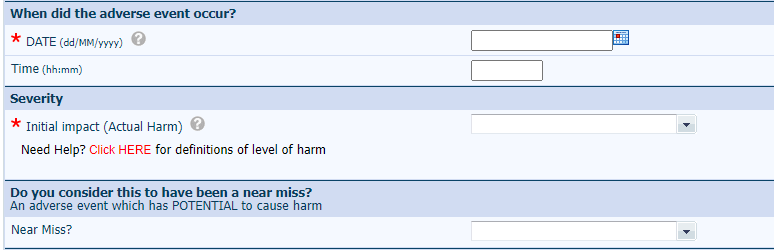 When did the adverse event occur?
* DATE (dd/MM/yyyy) ?
Time (hh:mm)
Severity
* Initial impact (Actual Harm) ?
Need Help? Click HERE for definitions of level of harm
Do you consider this to have been a near miss?
An adverse event which has POTENTIAL to cause harm
Near Miss?